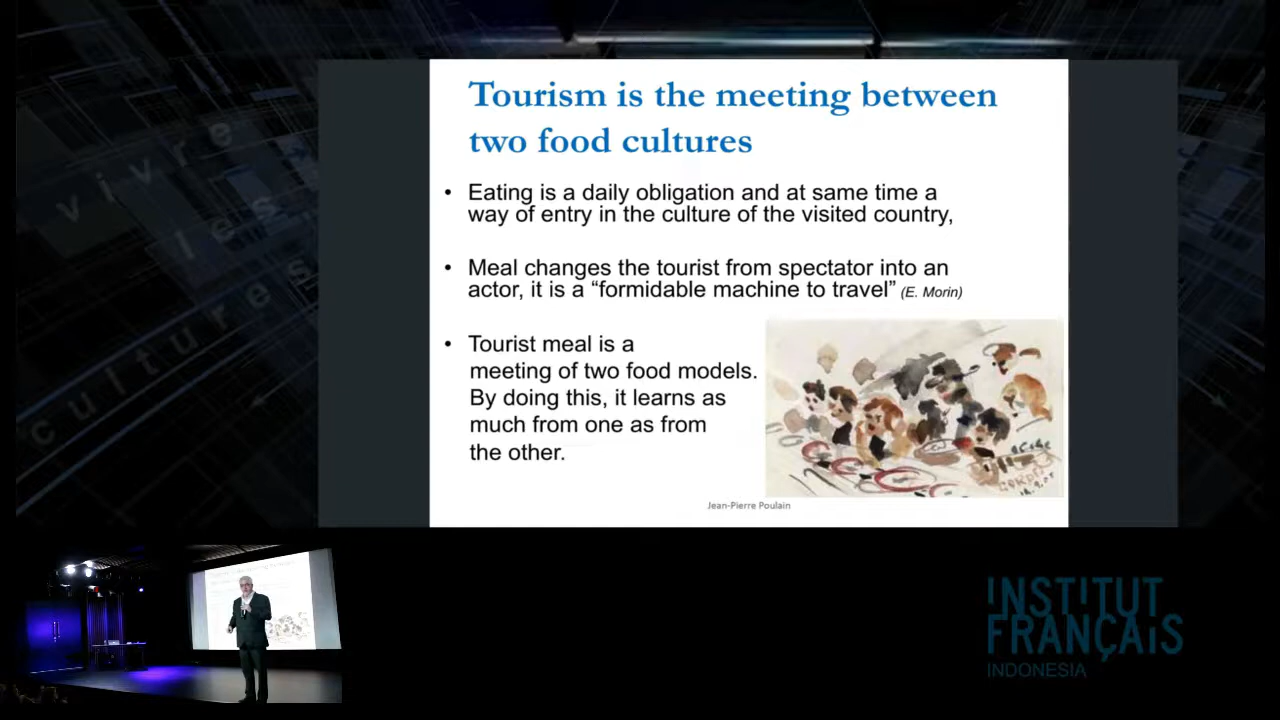 Tourism is the meeting between
two food cultures
• Eating is a daily obligation and at same time a
way of entry in the culture of the visited country,
• Meal changes the tourist from spectator into an
actor, it is a “formidable machine to travel” (E. Morin)
• Tourist meal is a
meeting of two food models.
By doing this, it learns as
much from one as from
the other.
Jean-Pierre Poulain
vivre
les
cultures
INSTITUT
FRANÇAIS
INDONESIA